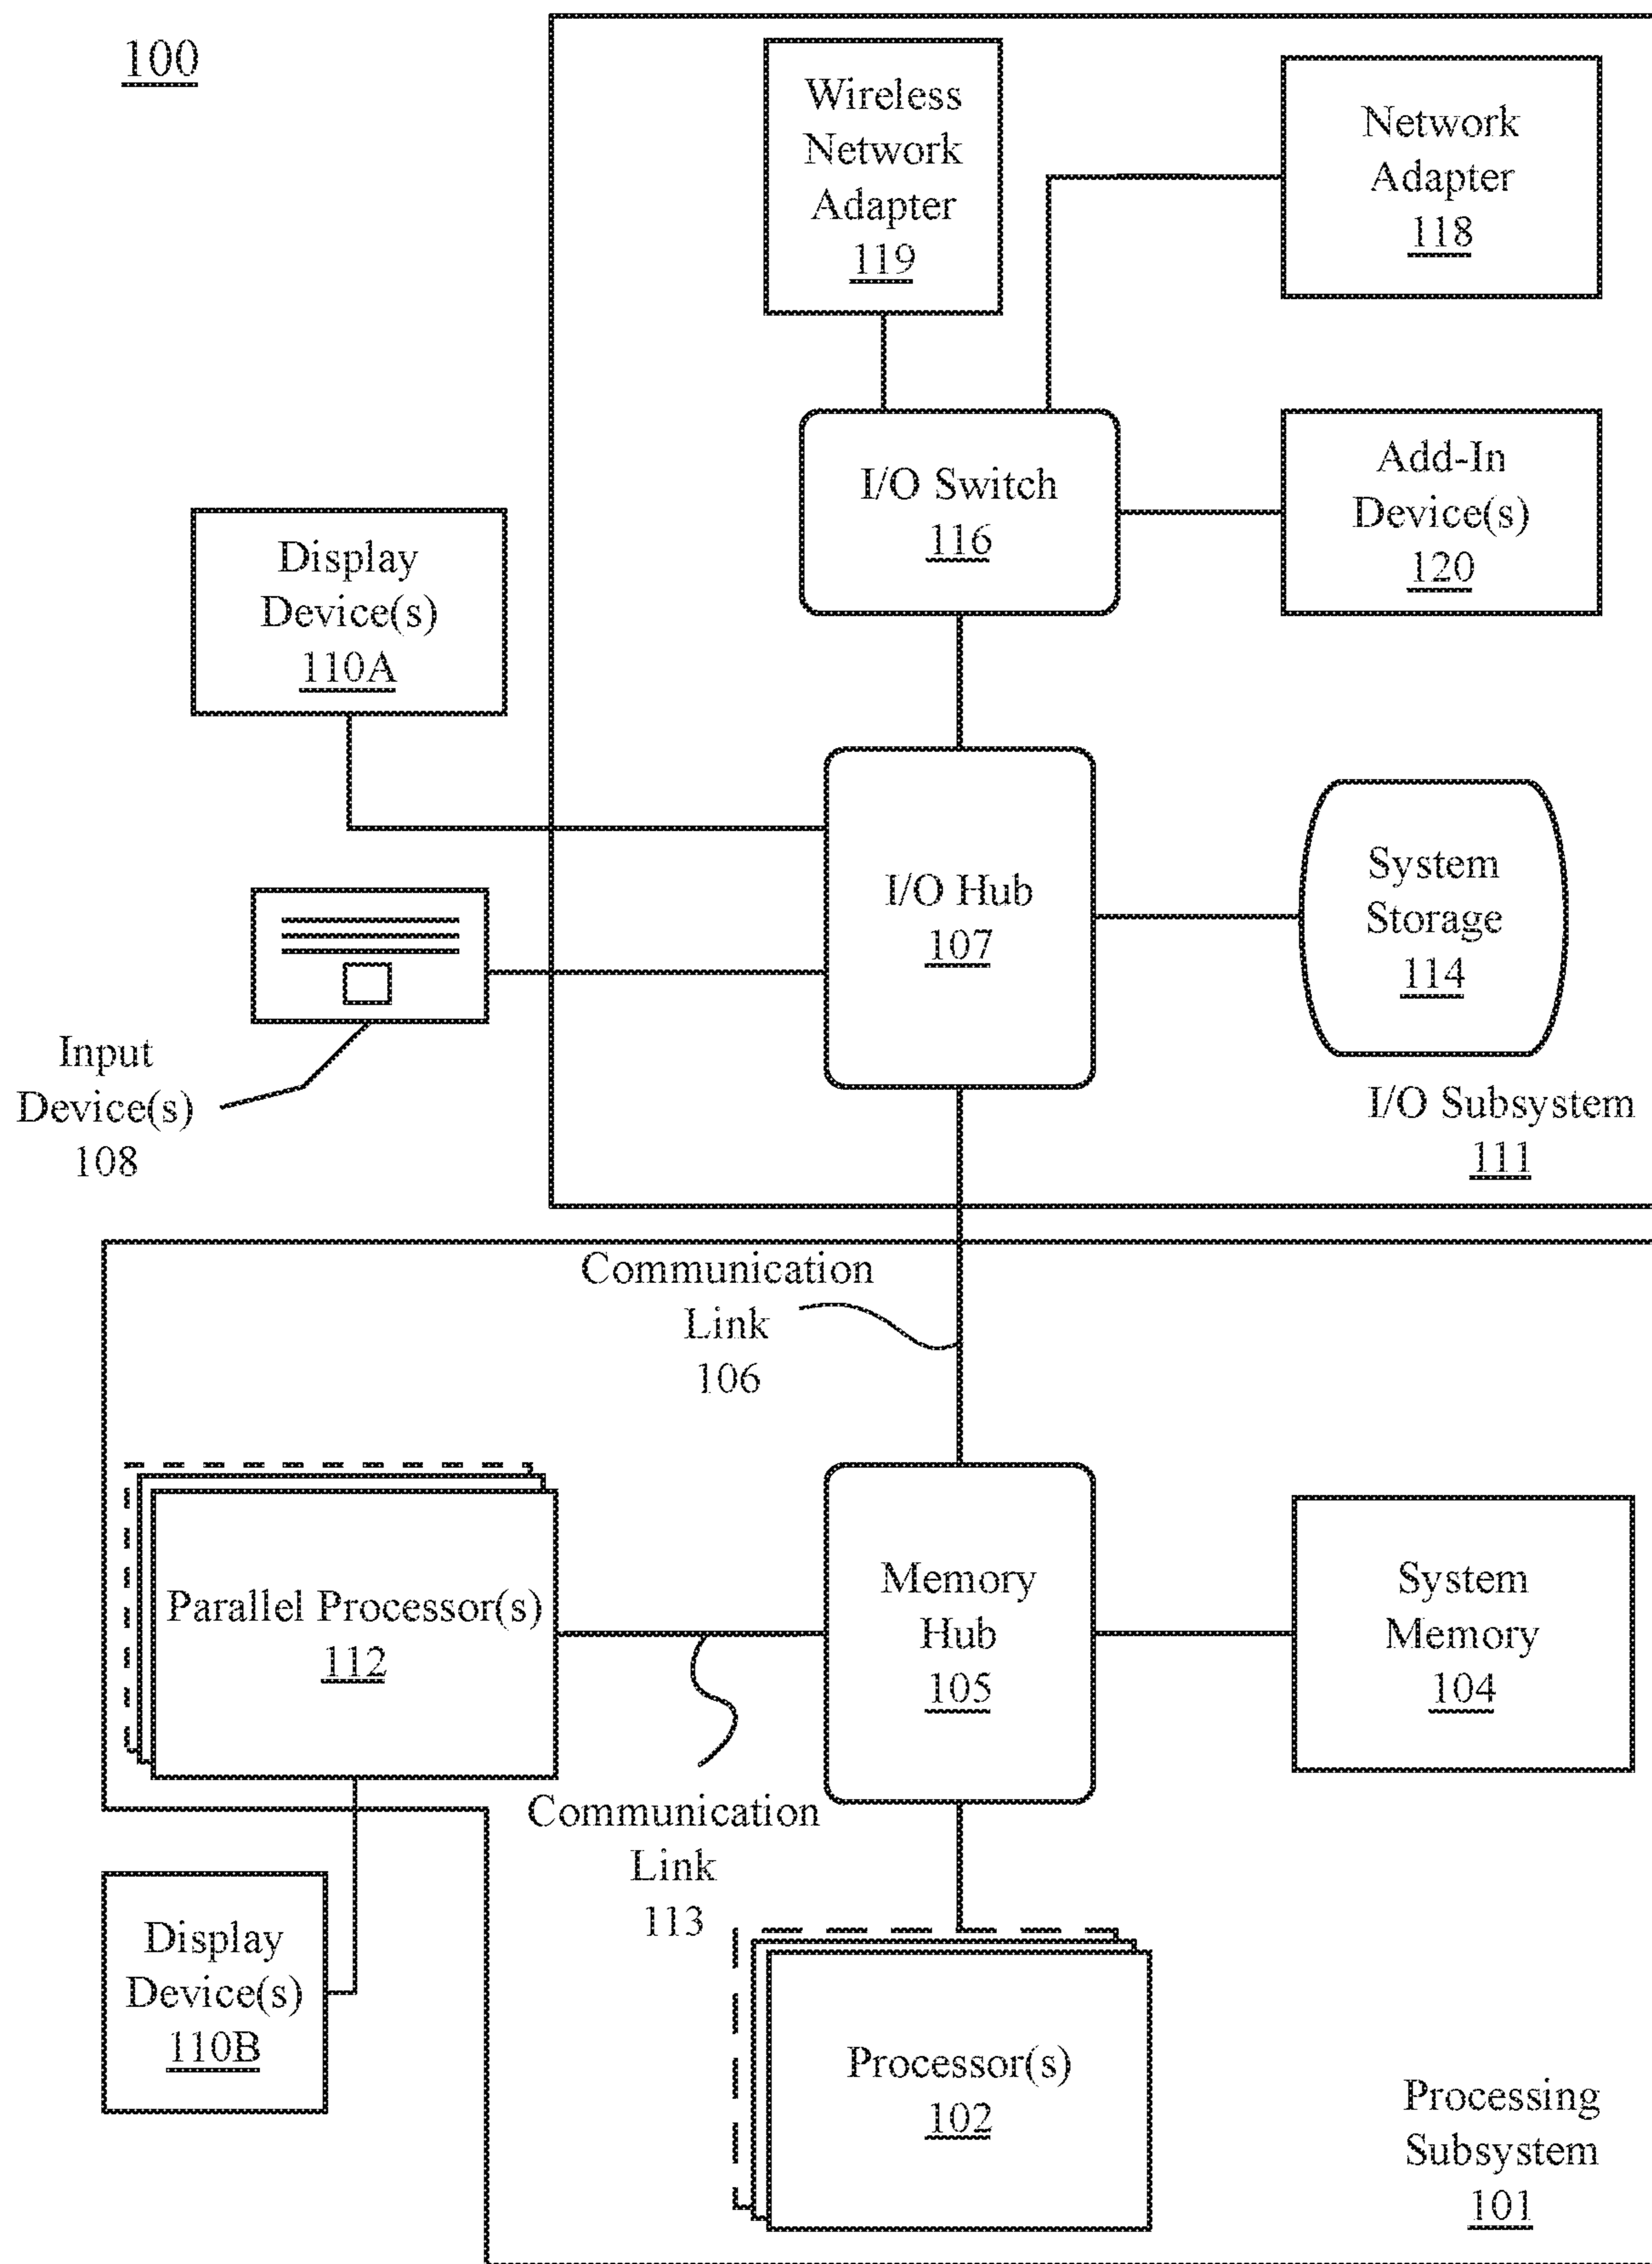 100
Wireless
Network
Adapter
119
Network
Adapter
118
I/O Switch
116
Add-In
Device(s)
120
Display
Device(s)
110A
I/O Hub
107
System
Storage
114
Input
Device(s)
108
I/O Subsystem
111
Communication
Link
106
Parallel Processor(s)
112
Memory
Hub
105
System
Memory
104
Communication
Link
113
Display
Device(s)
110B
Processor(s)
102
Processing
Subsystem
101